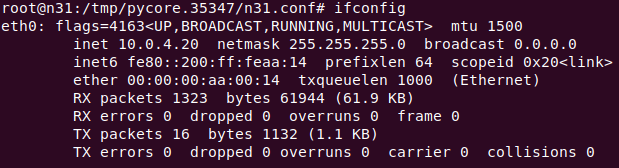 root@n31:/tmp/pycore.35347/n31.conf# ifconfig
eth0: flags=4163<UP,BROADCAST,RUNNING,MULTICAST>  mtu 1500
        inet 10.0.4.20  netmask 255.255.255.0  broadcast 0.0.0.0
        inet6 fe80::200:ff:feaa:14  prefixlen 64  scopeid 0x20<link>
        ether 00:00:00:aa:00:14  txqueuelen 1000  (Ethernet)
        RX packets 1323  bytes 61944 (61.9 KB)
        RX errors 0  dropped 0  overruns 0  frame 0
        TX packets 16  bytes 1132 (1.1 KB)
        TX errors 0  dropped 0 overruns 0  carrier 0  collisions 0